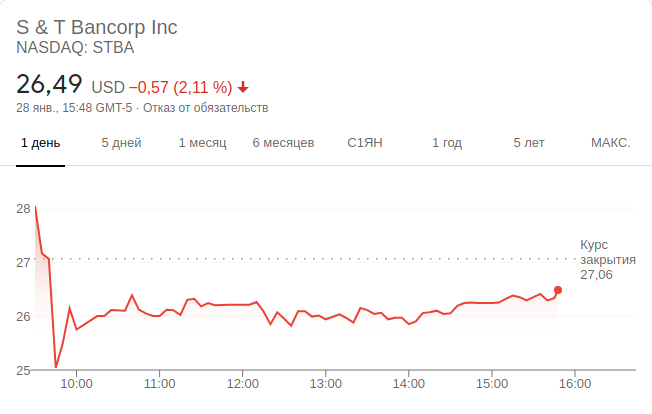 S & T Bancorp Inc
NASDAQ: STBA
26,49 USD −0,57 (2,11 %)
28 янв., 15:48 GMT-5 · Отказ от обязательств
1 день 5 дней 1 месяц 6 месяцев С1ЯН 1 год 5 лет МАКС.
28
Курс
закрытия
27,06
27
26
25
10:00 11:00 12:00 13:00 14:00 15:00 16:00